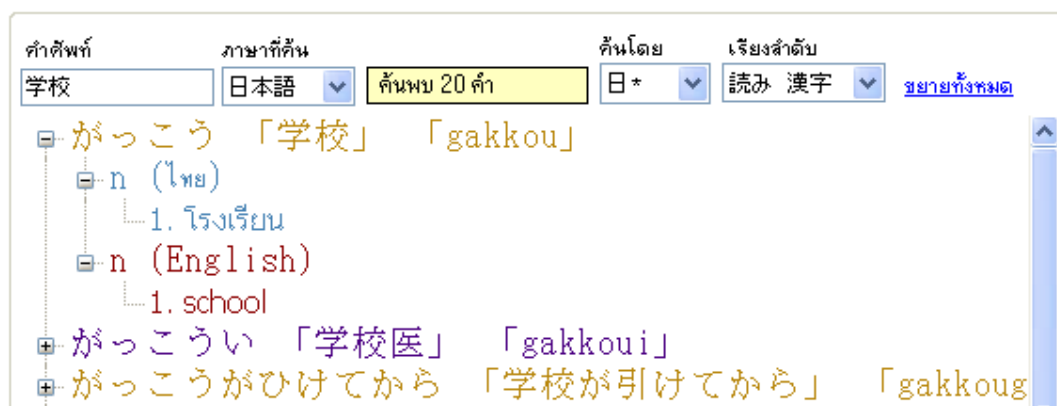 คำศัพท์ ภาษาที่ค้น ค้นโดย เรียงลำดับ
学校 日本語 ค้นพบ 20 คำ 日* 読み 漢字 ขยายทั้งหมด
がっこう 「学校」 「gakkou」
n (ไทย)
1. โรงเรียน
n (English)
1. school
がっこうい 「学校医」 「gakkoui」
がっこうがひけてから 「学校が引けてから」 「gakkoug